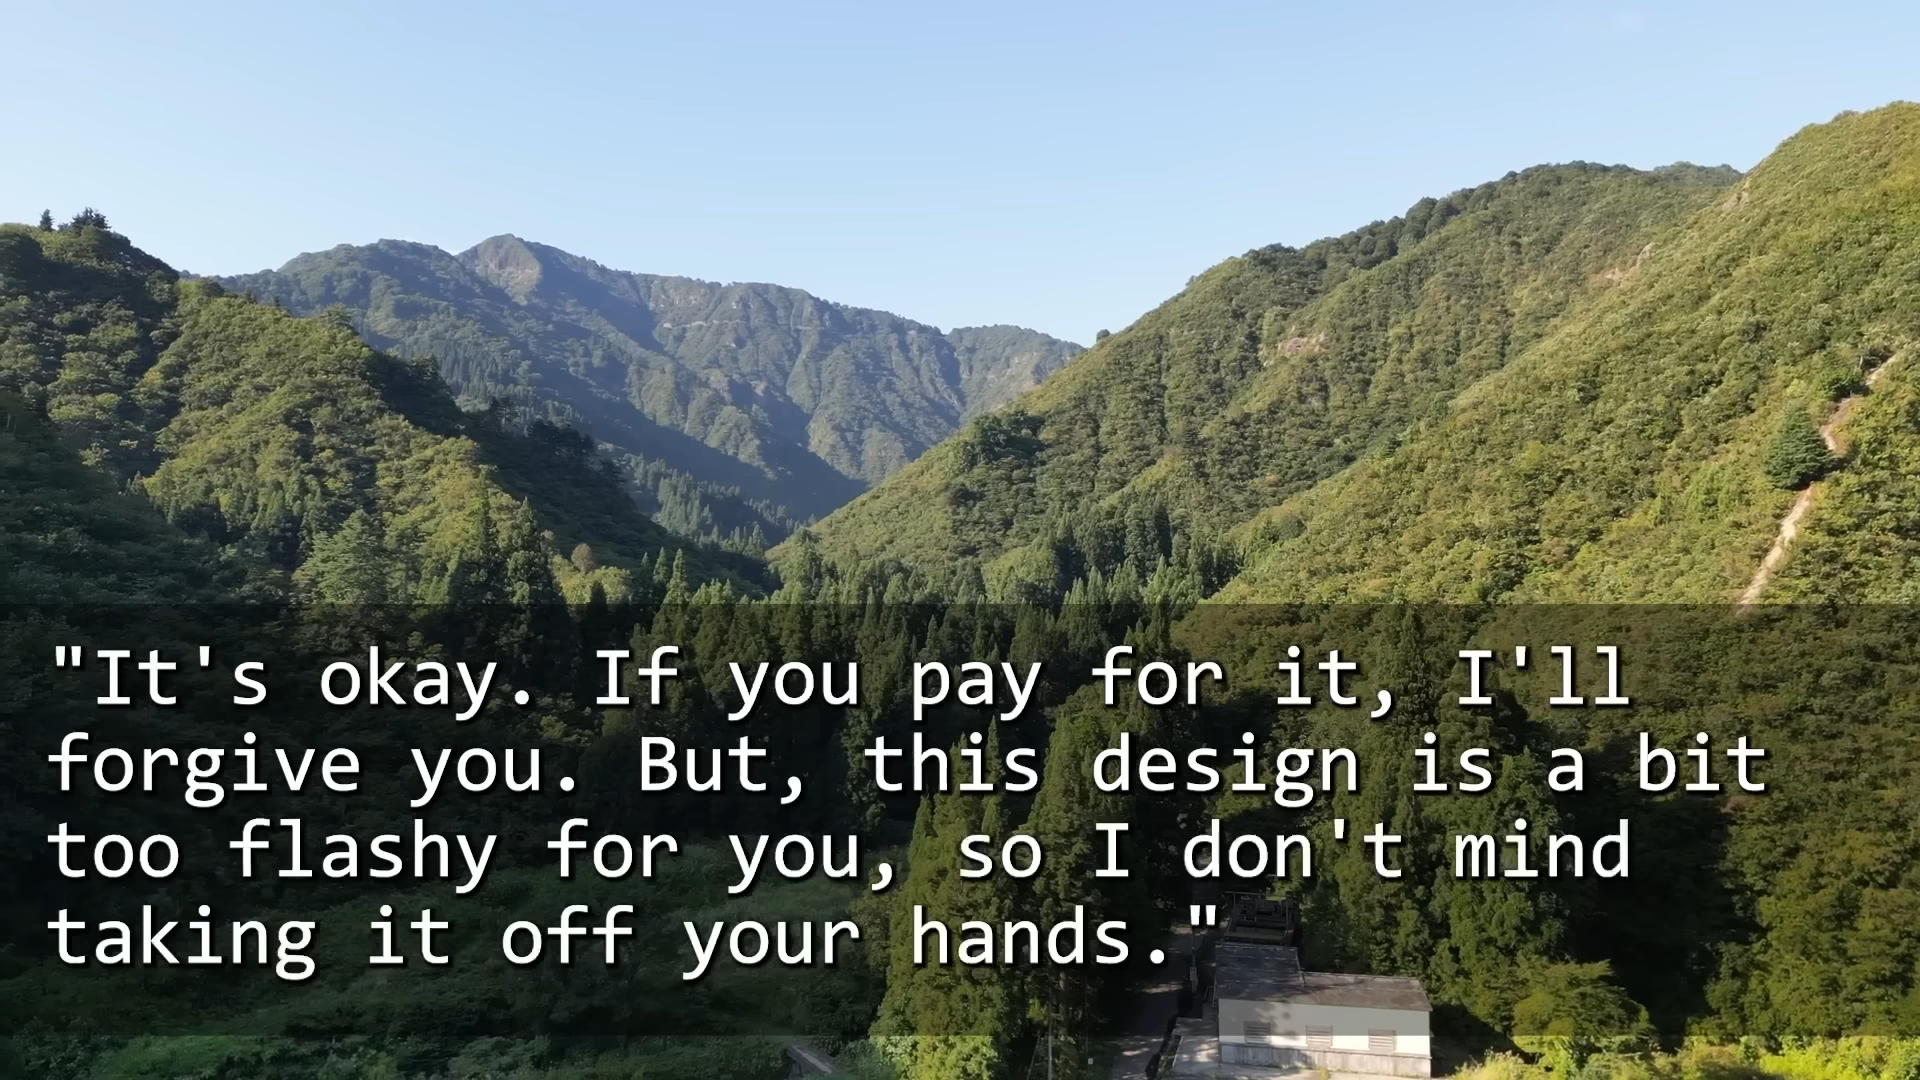 "It's okay. If you pay for it, I'll
forgive you. But, this design is a bit
too flashy for you, so I don't mind
taking it off your hands."